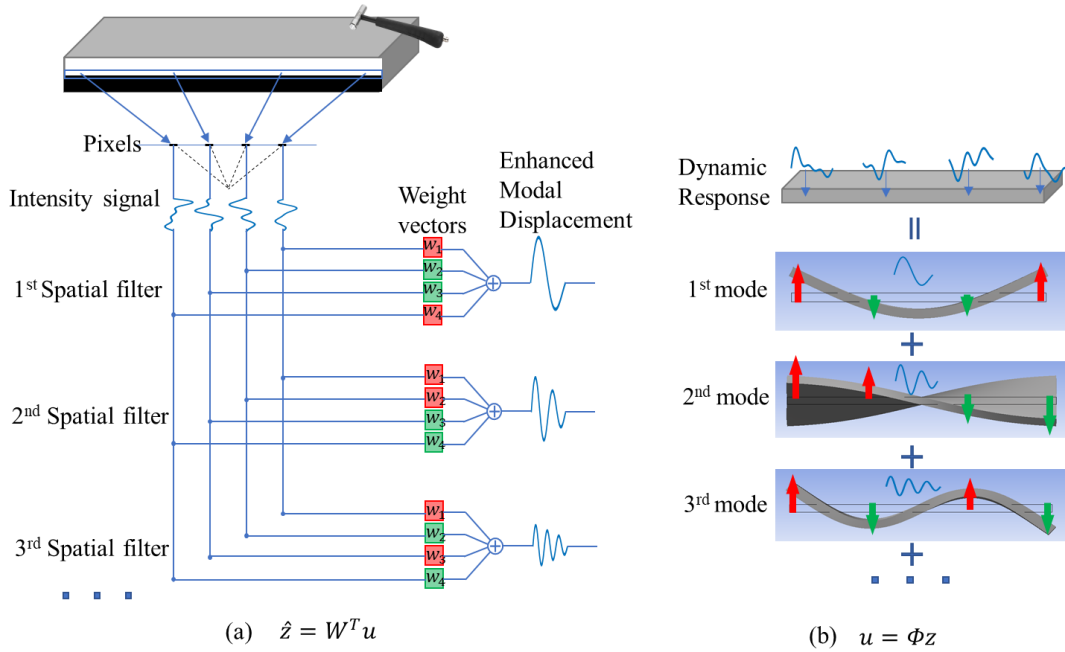 Pixels
Intensity signal
Weight
vectors
Enhanced
Modal
Displacement
1st Spatial filter
w₁
w₂
w₃
w₄
2nd Spatial filter
w₁
w₂
w₃
w₄
3rd Spatial filter
w₁
w₂
w₃
w₄
(a) ẑ = Wᵀu
Dynamic
Response
=
1st mode
+
2nd mode
+
3rd mode
+
(b) u = Φz